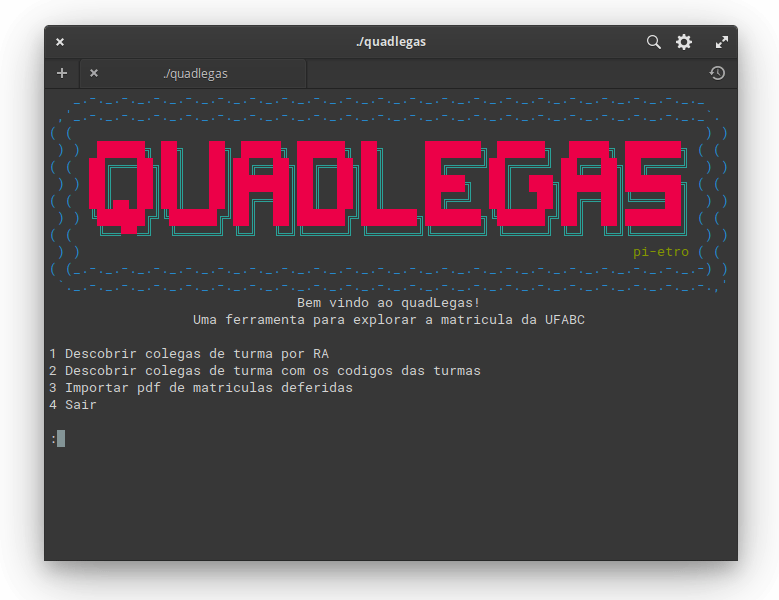 ./quadlegas
./quadlegas
QUADLEGAS
pi-etro
Bem vindo ao quadLegas!
Uma ferramenta para explorar a matricula da UFABC
1 Descobrir colegas de turma por RA
2 Descobrir colegas de turma com os codigos das turmas
3 Importar pdf de matriculas deferidas
4 Sair
: